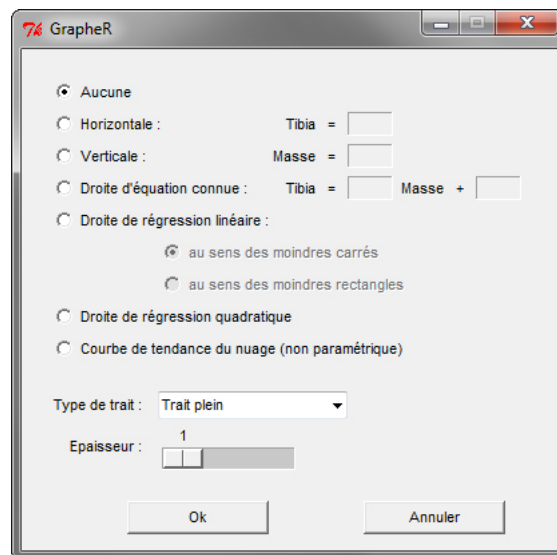 GrapheR
Aucune
Horizontale : Tibia =
Verticale : Masse =
Droite d'équation connue : Tibia = Masse +
Droite de régression linéaire :
au sens des moindres carrés
au sens des moindres rectangles
Droite de régression quadratique
Courbe de tendance du nuage (non paramétrique)
Type de trait : Trait plein
1
Epaisseur :
Ok Annuler